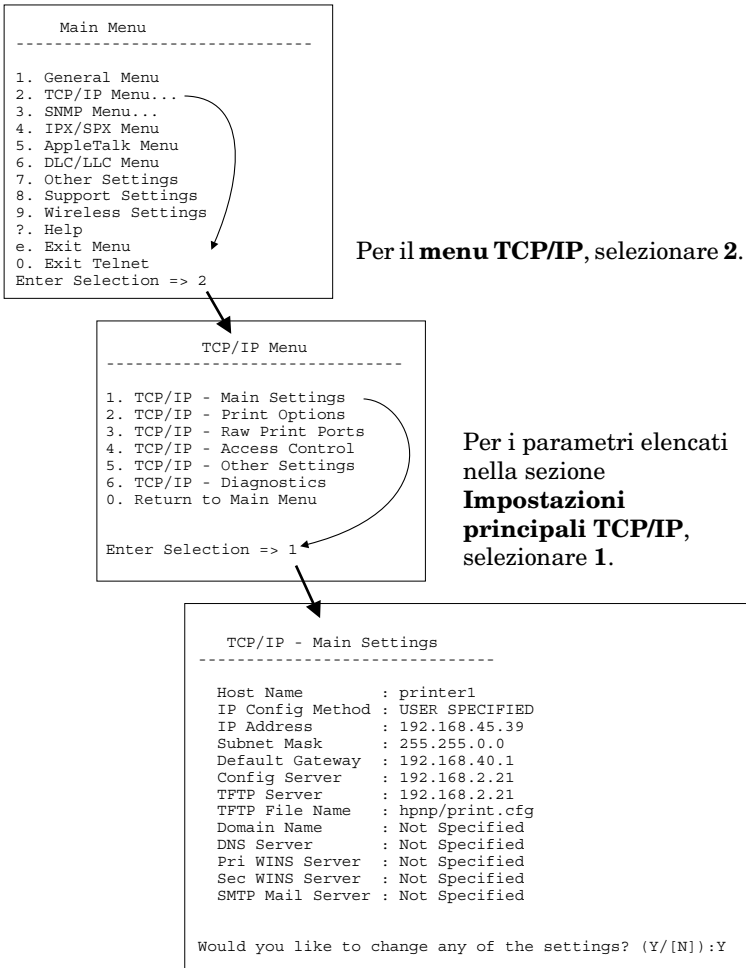 Main Menu
--------------------------------
1. General Menu
2. TCP/IP Menu...
3. SNMP Menu...
4. IPX/SPX Menu
5. AppleTalk Menu
6. DLC/LLC Menu
7. Other Settings
8. Support Settings
9. Wireless Settings
?. Help
e. Exit Menu
0. Exit Telnet
Enter Selection => 2
Per il menu TCP/IP, selezionare 2.
TCP/IP Menu
--------------------------------
1. TCP/IP - Main Settings
2. TCP/IP - Print Options
3. TCP/IP - Raw Print Ports
4. TCP/IP - Access Control
5. TCP/IP - Other Settings
6. TCP/IP - Diagnostics
0. Return to Main Menu
Enter Selection => 1
Per i parametri elencati
nella sezione
Impostazioni
principali TCP/IP,
selezionare 1.
TCP/IP - Main Settings
--------------------------------
Host Name : printer1
IP Config Method : USER SPECIFIED
IP Address : 192.168.45.39
Subnet Mask : 255.255.0.0
Default Gateway : 192.168.40.1
Config Server : 192.168.2.21
TFTP Server : 192.168.2.21
TFTP File Name : hpnp/print.cfg
Domain Name : Not Specified
DNS Server : Not Specified
Pri WINS Server : Not Specified
Sec WINS Server : Not Specified
SMTP Mail Server : Not Specified
Would you like to change any of the settings? (Y/[N]):Y